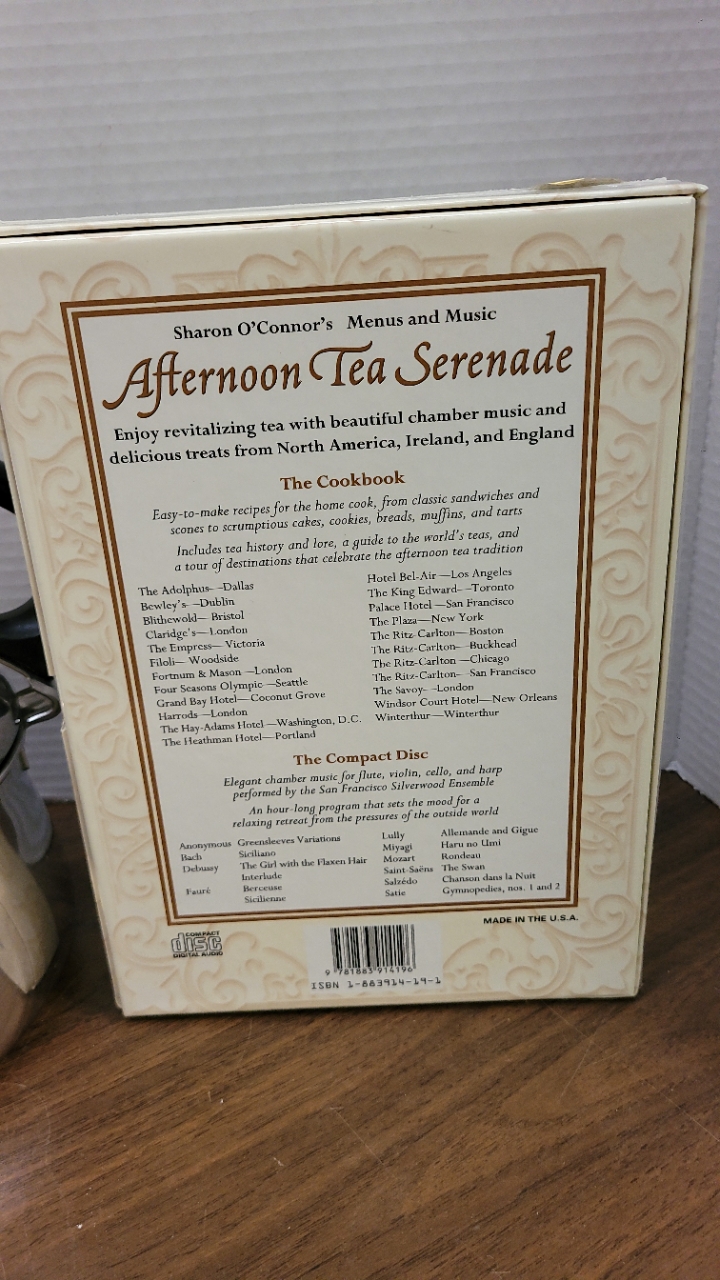 Sharon O'Connor's Menus and Music
Afternoon Tea Serenade
Enjoy revitalizing tea with beautiful chamber music and
delicious treats from North America, Ireland, and England
The Cookbook
Easy-to-make recipes for the home cook, from classic sandwiches and
scones to scrumptious cakes, cookies, breads, muffins, and tarts
Includes tea history and lore, a guide to the world's teas, and
a tour of destinations that celebrate the afternoon tea tradition
The Adolphus—Dallas
Bewley's—Dublin
Blithewold—Bristol
Claridge's—London
The Empress—Victoria
Filoli—Woodside
Fortnum & Mason—London
Four Seasons Olympic—Seattle
Grand Bay Hotel—Coconut Grove
Harrods—London
The Hay-Adams Hotel—Washington, D.C.
The Heathman Hotel—Portland
Hotel Bel-Air—Los Angeles
The King Edward—Toronto
Palace Hotel—San Francisco
The Plaza—New York
The Ritz-Carlton—Boston
The Ritz-Carlton—Buckhead
The Ritz-Carlton—Chicago
The Ritz-Carlton—San Francisco
The Savoy—London
Windsor Court Hotel—New Orleans
Winterthur—Winterthur
The Compact Disc
Elegant chamber music for flute, violin, cello, and harp
performed by the San Francisco Silverwood Ensemble
An hour-long program that sets the mood for a
relaxing retreat from the pressures of the outside world
Anonymous Greensleeves Variations
Bach Siciliano
Debussy The Girl with the Flaxen Hair
Interlude
Fauré Berceuse
Sicilienne
Lully Allemande and Gigue
Miyagi Haru no Umi
Mozart Rondeau
Saint-Saëns The Swan
Salzédo Chanson dans la Nuit
Satie Gymnopedies, nos. 1 and 2
MADE IN THE U.S.A.
COMPACT
disc
DIGITAL AUDIO
9 781883 914196
ISBN 1-883914-19-1